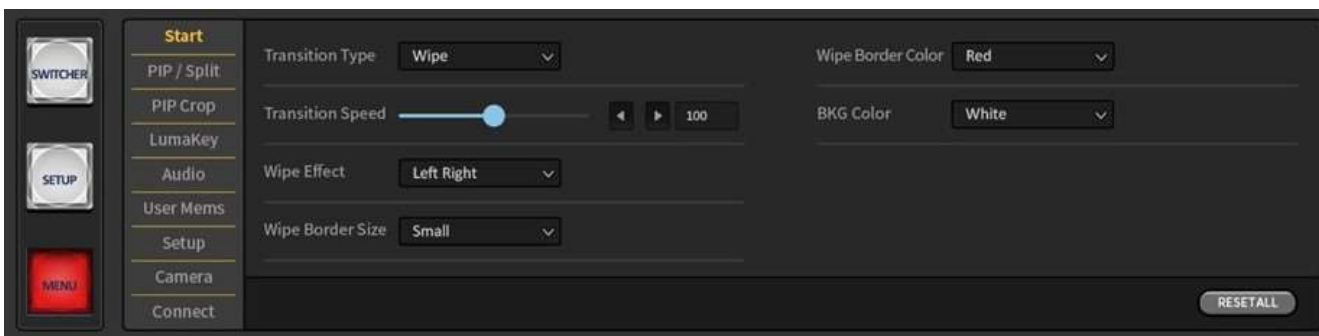 SWITCHER
SETUP
MENU
Start
PIP / Split
PIP Crop
LumaKey
Audio
User Mems
Setup
Camera
Connect
Transition Type Wipe
Transition Speed 100
Wipe Effect Left Right
Wipe Border Size Small
Wipe Border Color Red
BKG Color White
RESETALL